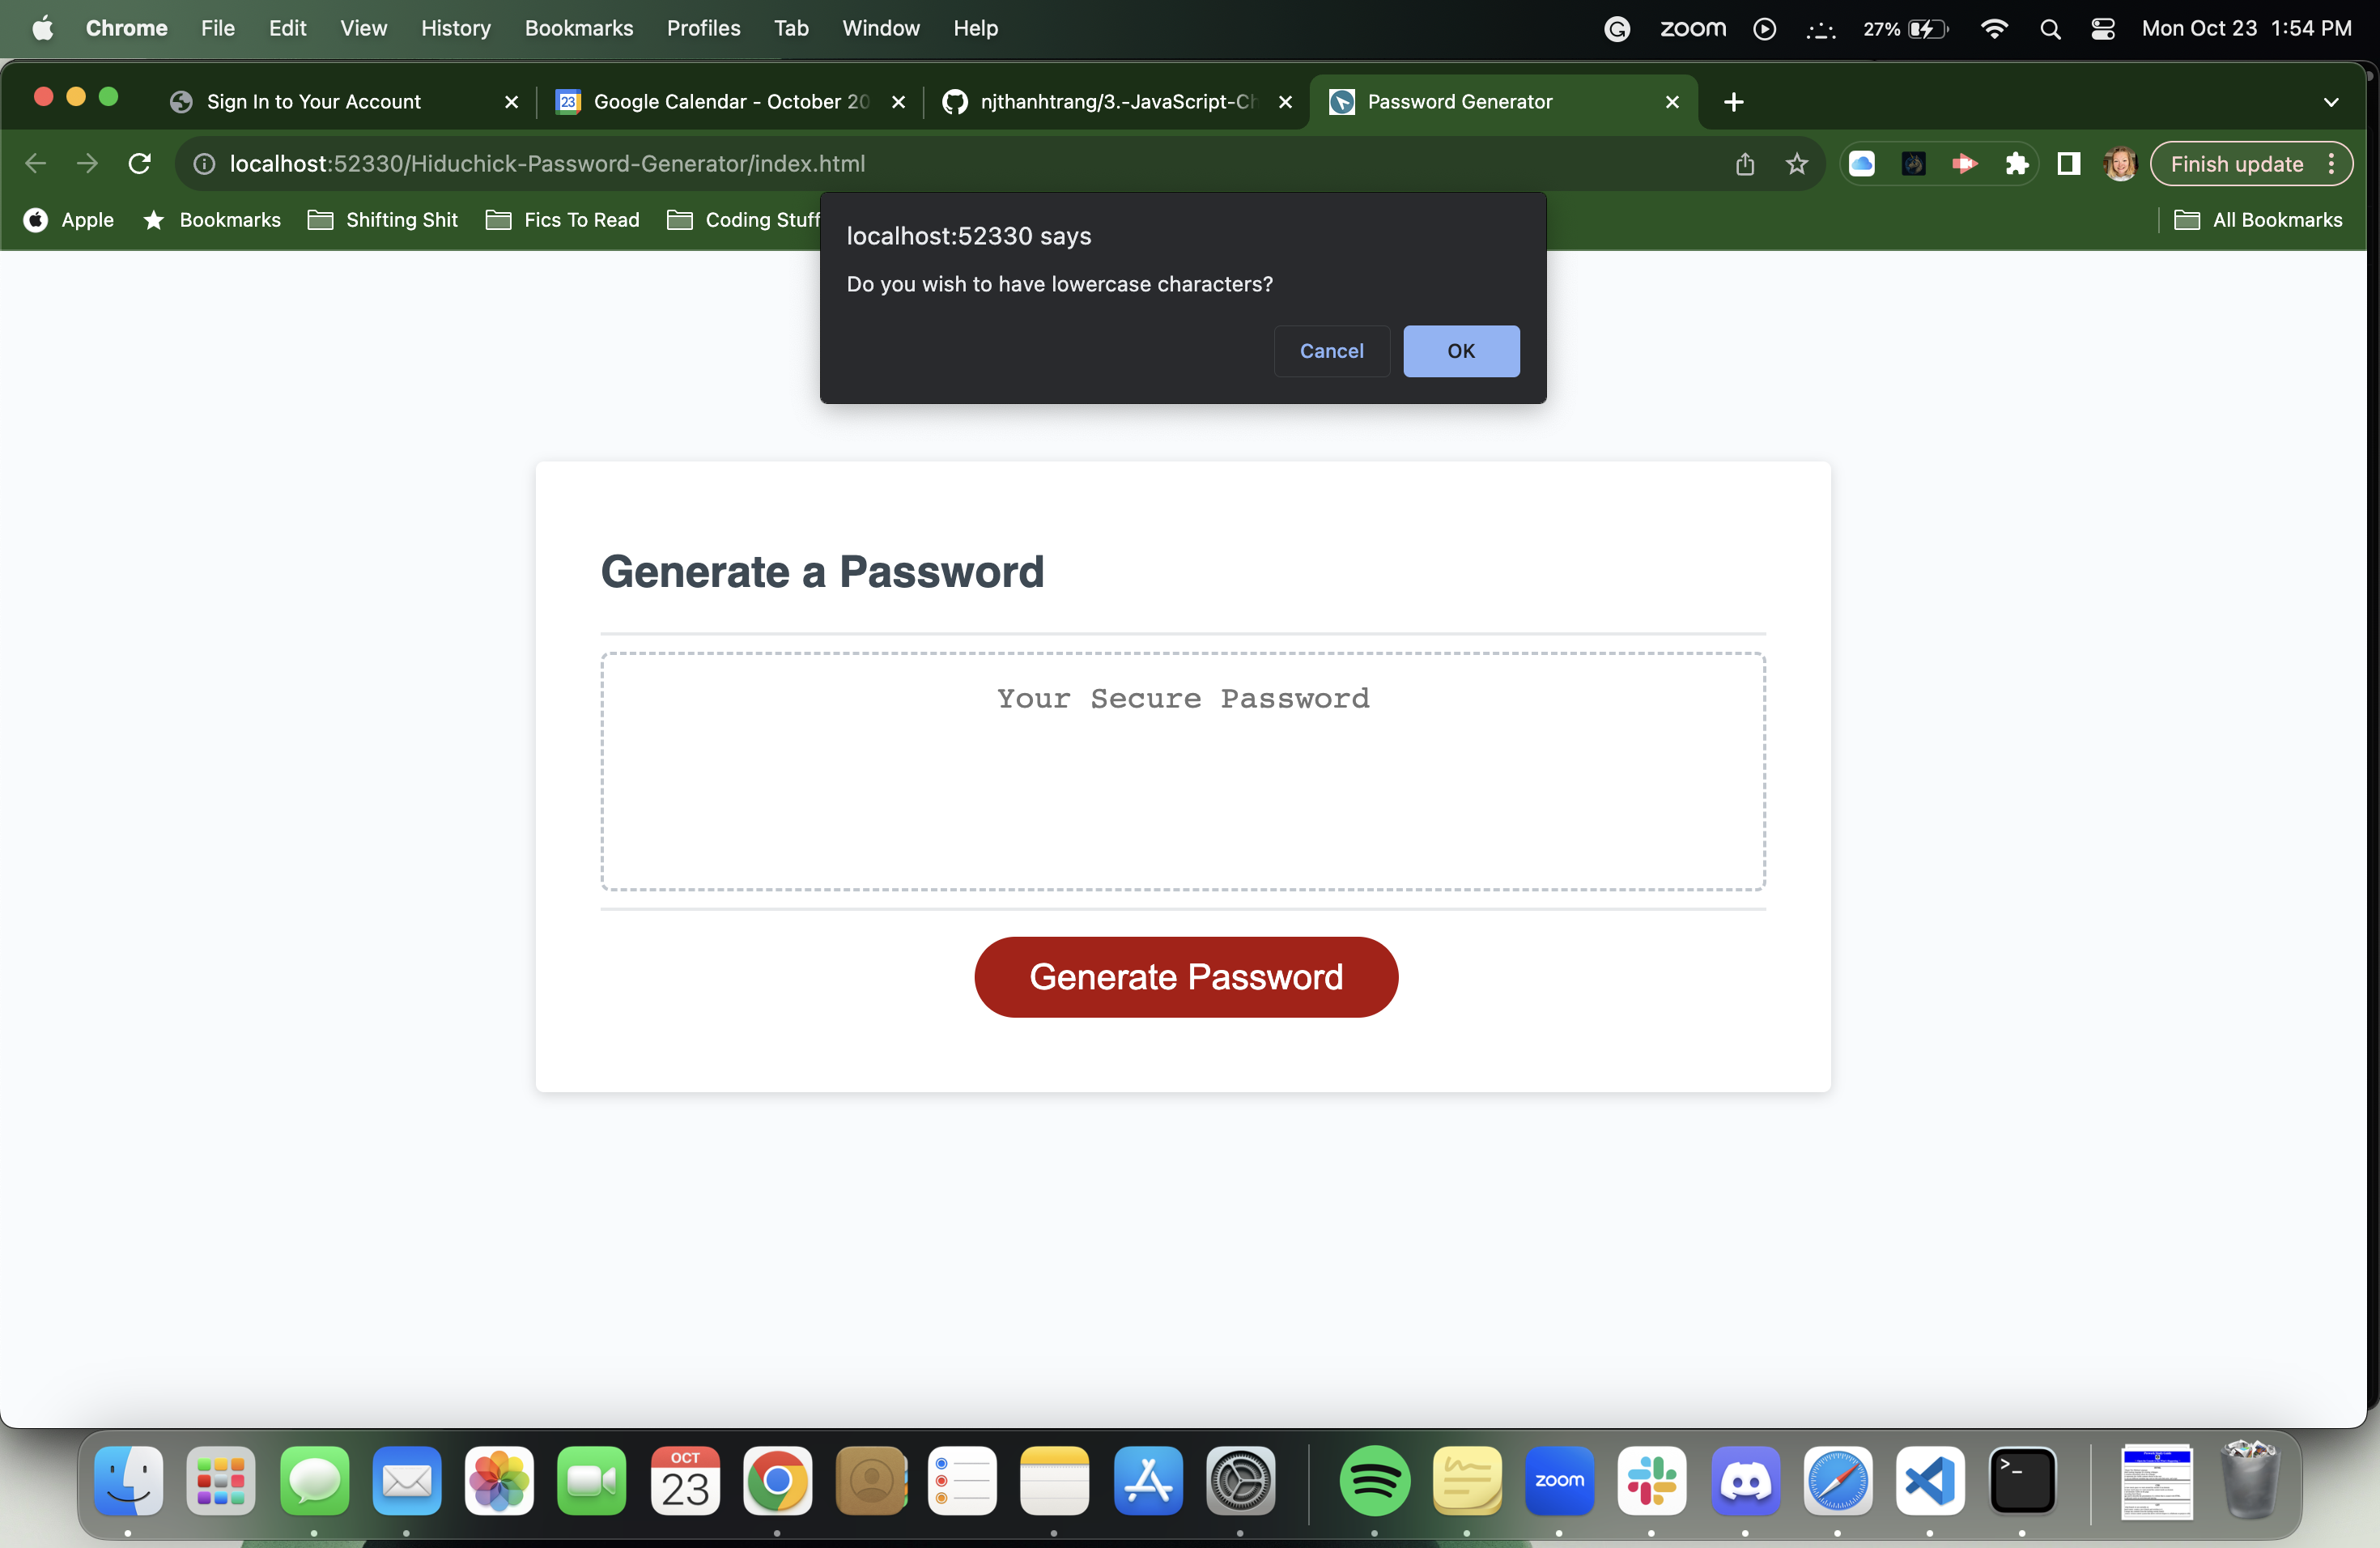 Chrome File Edit View History Bookmarks Profiles Tab Window Help zoom 27% Mon Oct 23 1:54 PM
Sign In to Your Account 23 Google Calendar - October 20 njthanhtrang/3.-JavaScript-Ch Password Generator
localhost:52330/Hiduchick-Password-Generator/index.html Finish update
Apple Bookmarks Shifting Shit Fics To Read Coding Stuff All Bookmarks
localhost:52330 says
Do you wish to have lowercase characters?
Cancel OK
Generate a Password
Your Secure Password
Generate Password
OCT
23
zoom
>_